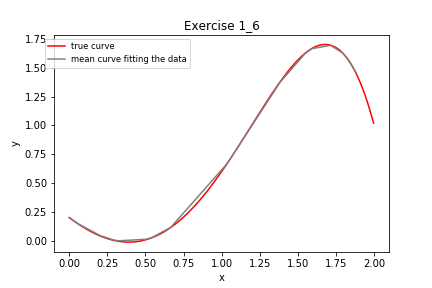 Exercise 1_6
true curve
mean curve fitting the data
1.75
1.50
1.25
1.00
0.75
0.50
0.25
0.00
y
0.00 0.25 0.50 0.75 1.00 1.25 1.50 1.75 2.00
x